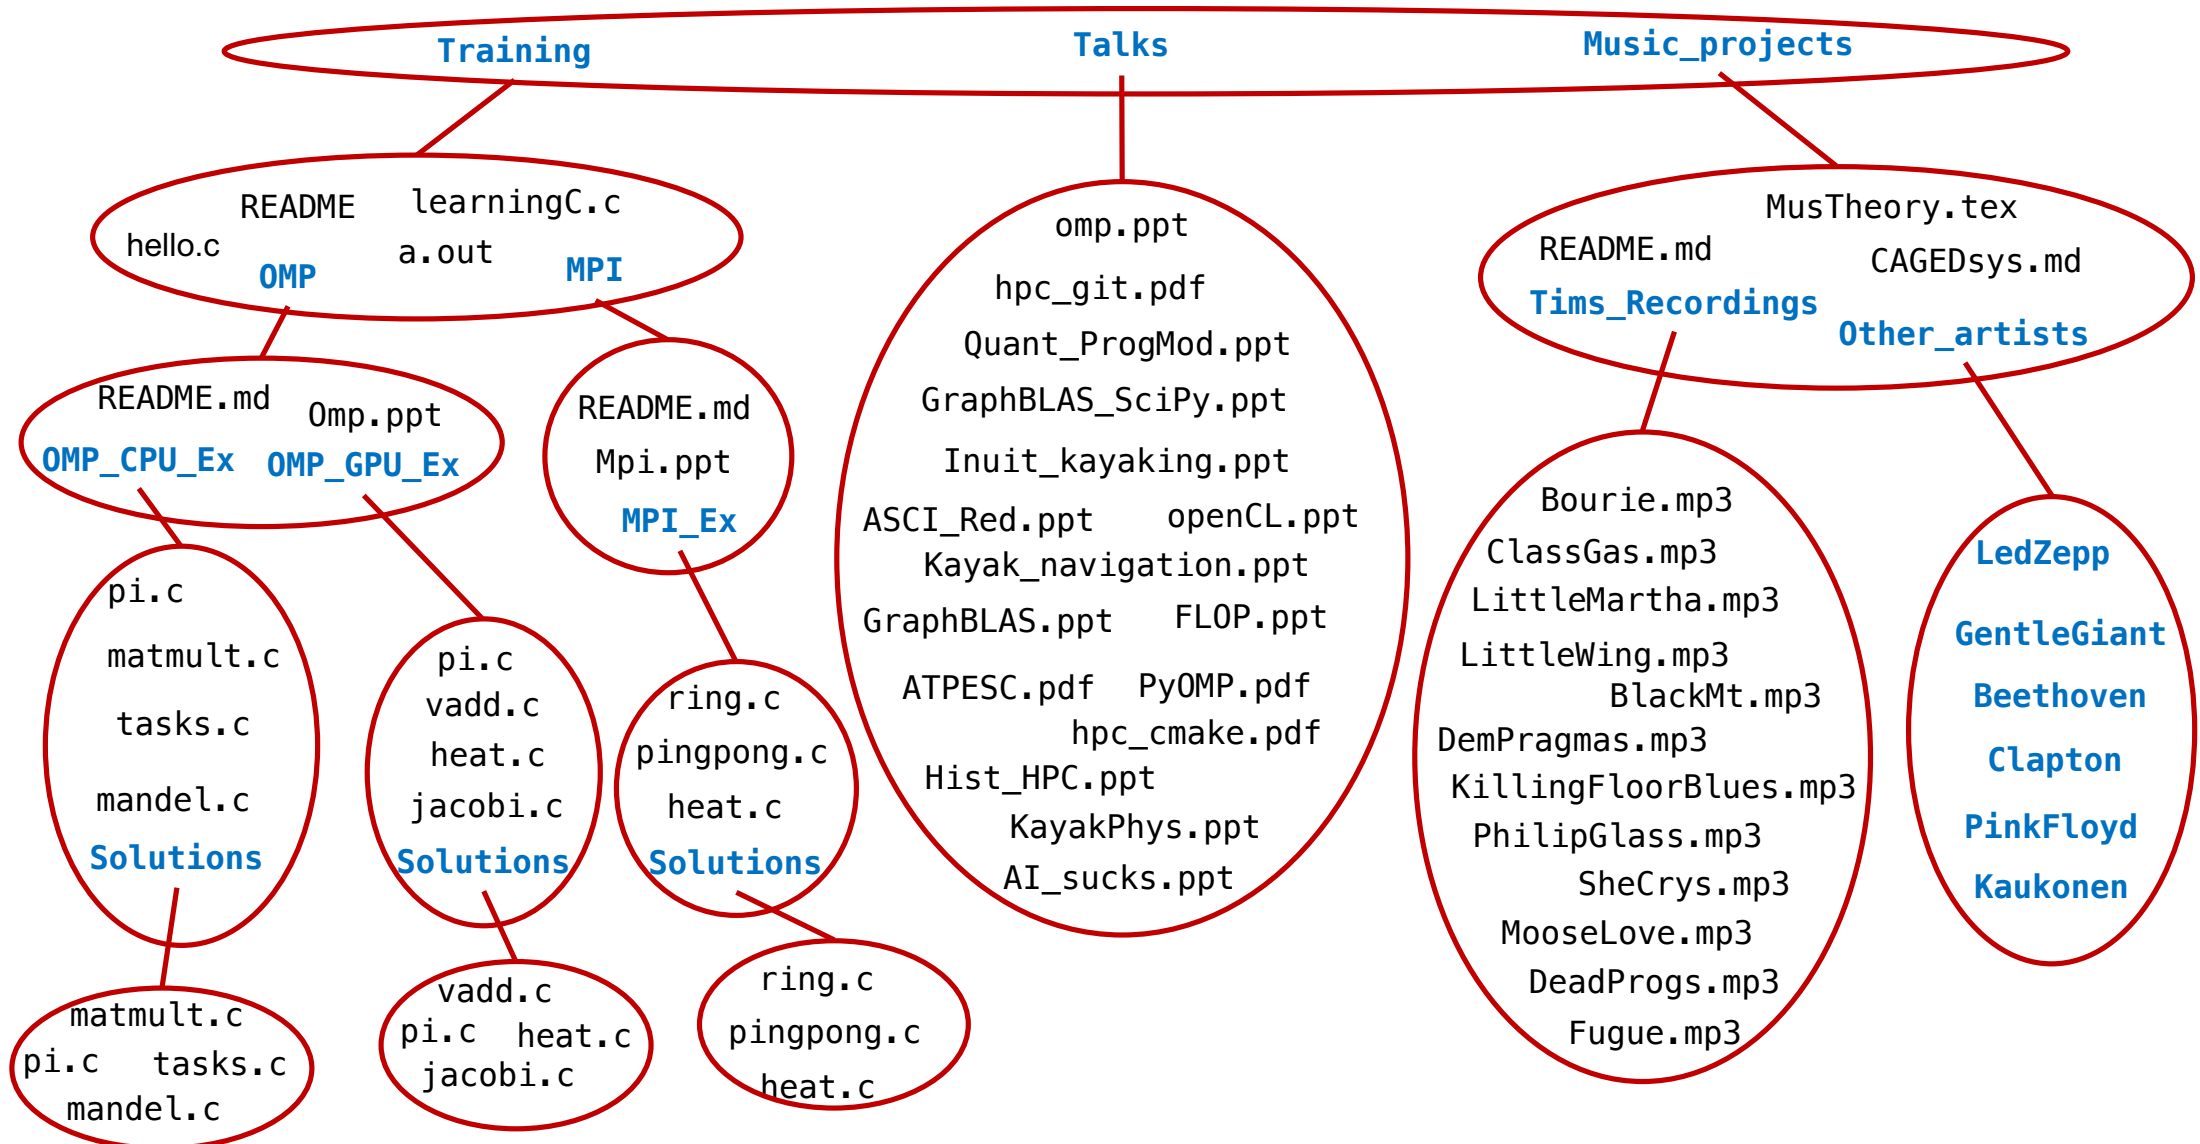 Training
Talks
Music_projects
README
learningC.c
hello.c
a.out
OMP
MPI
README.md
Omp.ppt
OMP_CPU_Ex
OMP_GPU_Ex
pi.c
matmult.c
tasks.c
mandel.c
Solutions
matmult.c
pi.c
tasks.c
mandel.c
pi.c
vadd.c
heat.c
jacobi.c
Solutions
vadd.c
pi.c
heat.c
jacobi.c
README.md
Mpi.ppt
MPI_Ex
ring.c
pingpong.c
heat.c
Solutions
ring.c
pingpong.c
heat.c
omp.ppt
hpc_git.pdf
Quant_ProgMod.ppt
GraphBLAS_SciPy.ppt
Inuit_kayaking.ppt
ASCI_Red.ppt
openCL.ppt
Kayak_navigation.ppt
GraphBLAS.ppt
FLOP.ppt
ATPESC.pdf
PyOMP.pdf
hpc_cmake.pdf
Hist_HPC.ppt
KayakPhys.ppt
AI_sucks.ppt
MusTheory.tex
README.md
CAGEDsys.md
Tims_Recordings
Other_artists
Bourie.mp3
ClassGas.mp3
LittleMartha.mp3
LittleWing.mp3
BlackMt.mp3
DemPragmas.mp3
KillingFloorBlues.mp3
PhilipGlass.mp3
SheCrys.mp3
MooseLove.mp3
DeadProgs.mp3
Fugue.mp3
LedZepp
GentleGiant
Beethoven
Clapton
PinkFloyd
Kaukonen